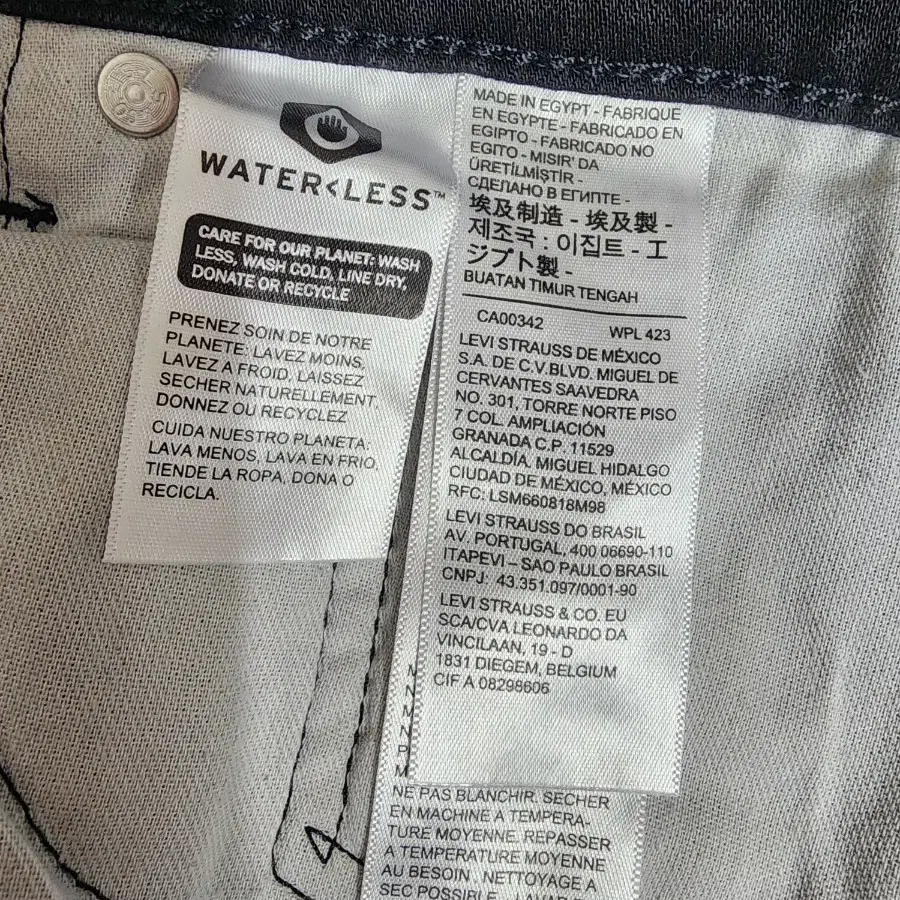 WATER<LESS™
CARE FOR OUR PLANET: WASH
LESS, WASH COLD, LINE DRY,
DONATE OR RECYCLE
PRENEZ SOIN DE NOTRE
PLANETE: LAVEZ MOINS,
LAVEZ A FROID, LAISSEZ
SECHER NATURELLEMENT,
DONNEZ OU RECYCLEZ
CUIDA NUESTRO PLANETA:
LAVA MENOS, LAVA EN FRIO,
TIENDE LA ROPA, DONA O
RECICLA.
MADE IN EGYPT - FABRIQUE
EN EGYPTE - FABRICADO EN
EGIPTO - FABRICADO NO
EGITO - MISIR' DA
ÜRETİLMİŞTİR -
СДЕЛАНО В ЕГИПТЕ -
埃及制造 - 埃及製 -
제조국 : 이집트 - エ
ジプト製 -
BUATAN TIMUR TENGAH
CA00342 WPL 423
LEVI STRAUSS DE MÉXICO
S.A. DE C.V.BLVD. MIGUEL DE
CERVANTES SAAVEDRA
NO. 301, TORRE NORTE PISO
7 COL. AMPLIACIÓN
GRANADA C.P. 11529
ALCALDÍA, MIGUEL HIDALGO
CIUDAD DE MÉXICO, MÉXICO
RFC: LSM660818M98
LEVI STRAUSS DO BRASIL
AV. PORTUGAL, 400 06690-110
ITAPEVI – SAO PAULO BRASIL
CNPJ: 43.351.097/0001-90
LEVI STRAUSS & CO. EU
SCA/CVA LEONARDO DA
VINCILAAN, 19 - D
1831 DIEGEM, BELGIUM
CIF A 08298606
NE PAS BLANCHIR. SECHER
EN MACHINE A TEMPERA-
TURE MOYENNE. REPASSER
A TEMPERATURE MOYENNE
AU BESOIN. NETTOYAGE A
SEC POSSIBLE. LAVAR